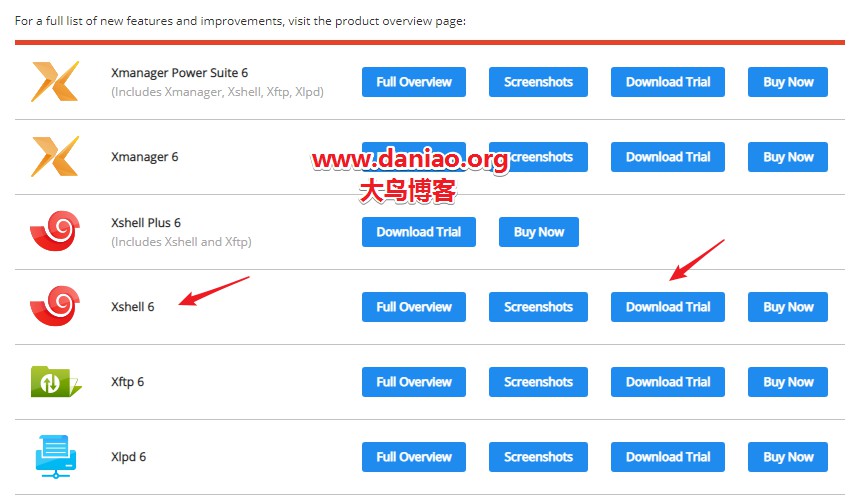 For a full list of new features and improvements, visit the product overview page:
Xmanager Power Suite 6
(Includes Xmanager, Xshell, Xftp, Xlpd)
Full Overview Screenshots Download Trial Buy Now
Xmanager 6
Screenshots Download Trial Buy Now
www.daniao.org
大鸟博客
Xshell Plus 6
(Includes Xshell and Xftp)
Download Trial Buy Now
Xshell 6
Full Overview Screenshots Download Trial Buy Now
Xftp 6
Full Overview Screenshots Download Trial Buy Now
Xlpd 6
Full Overview Screenshots Download Trial Buy Now